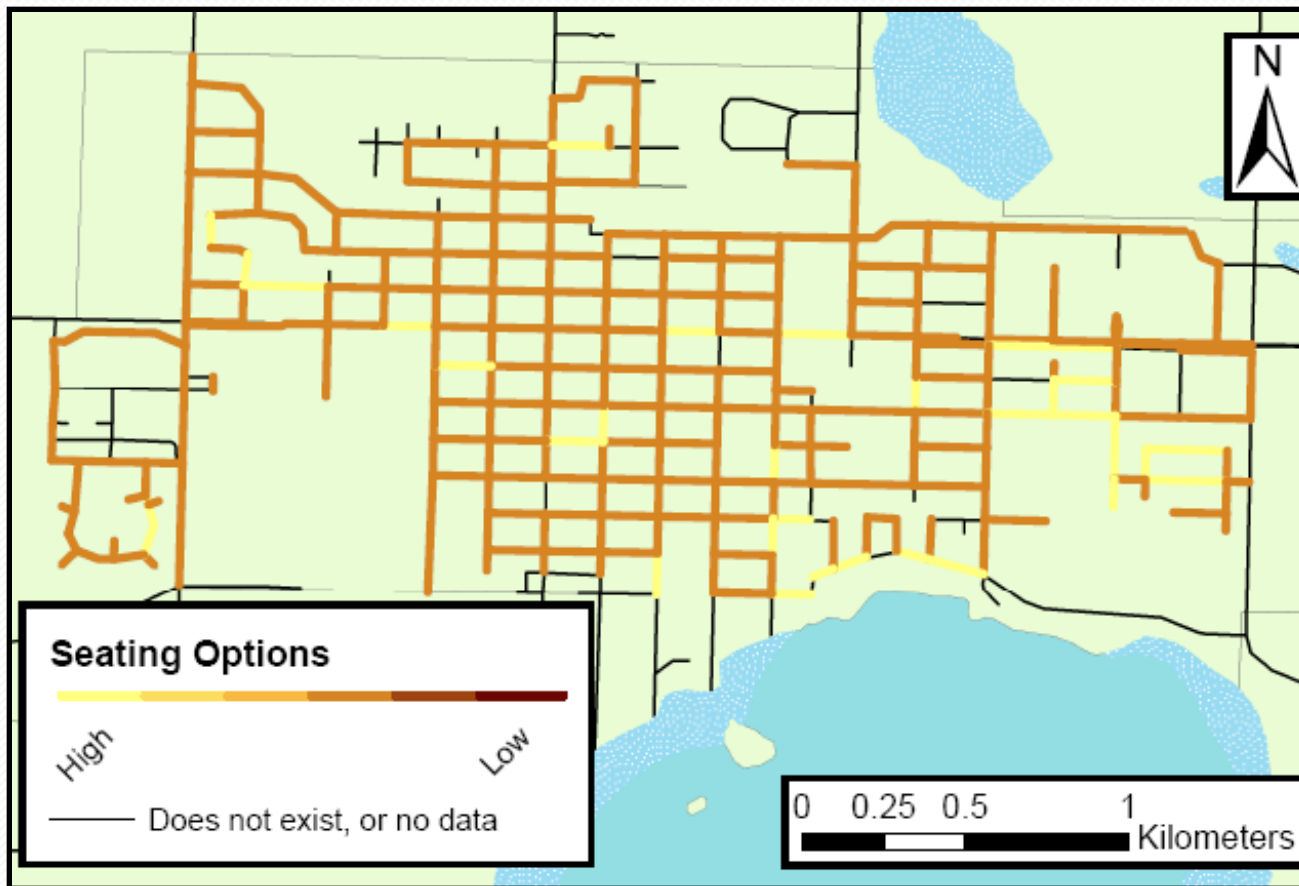 N
Seating Options
High
Low
Does not exist, or no data
0 0.25 0.5 1
Kilometers